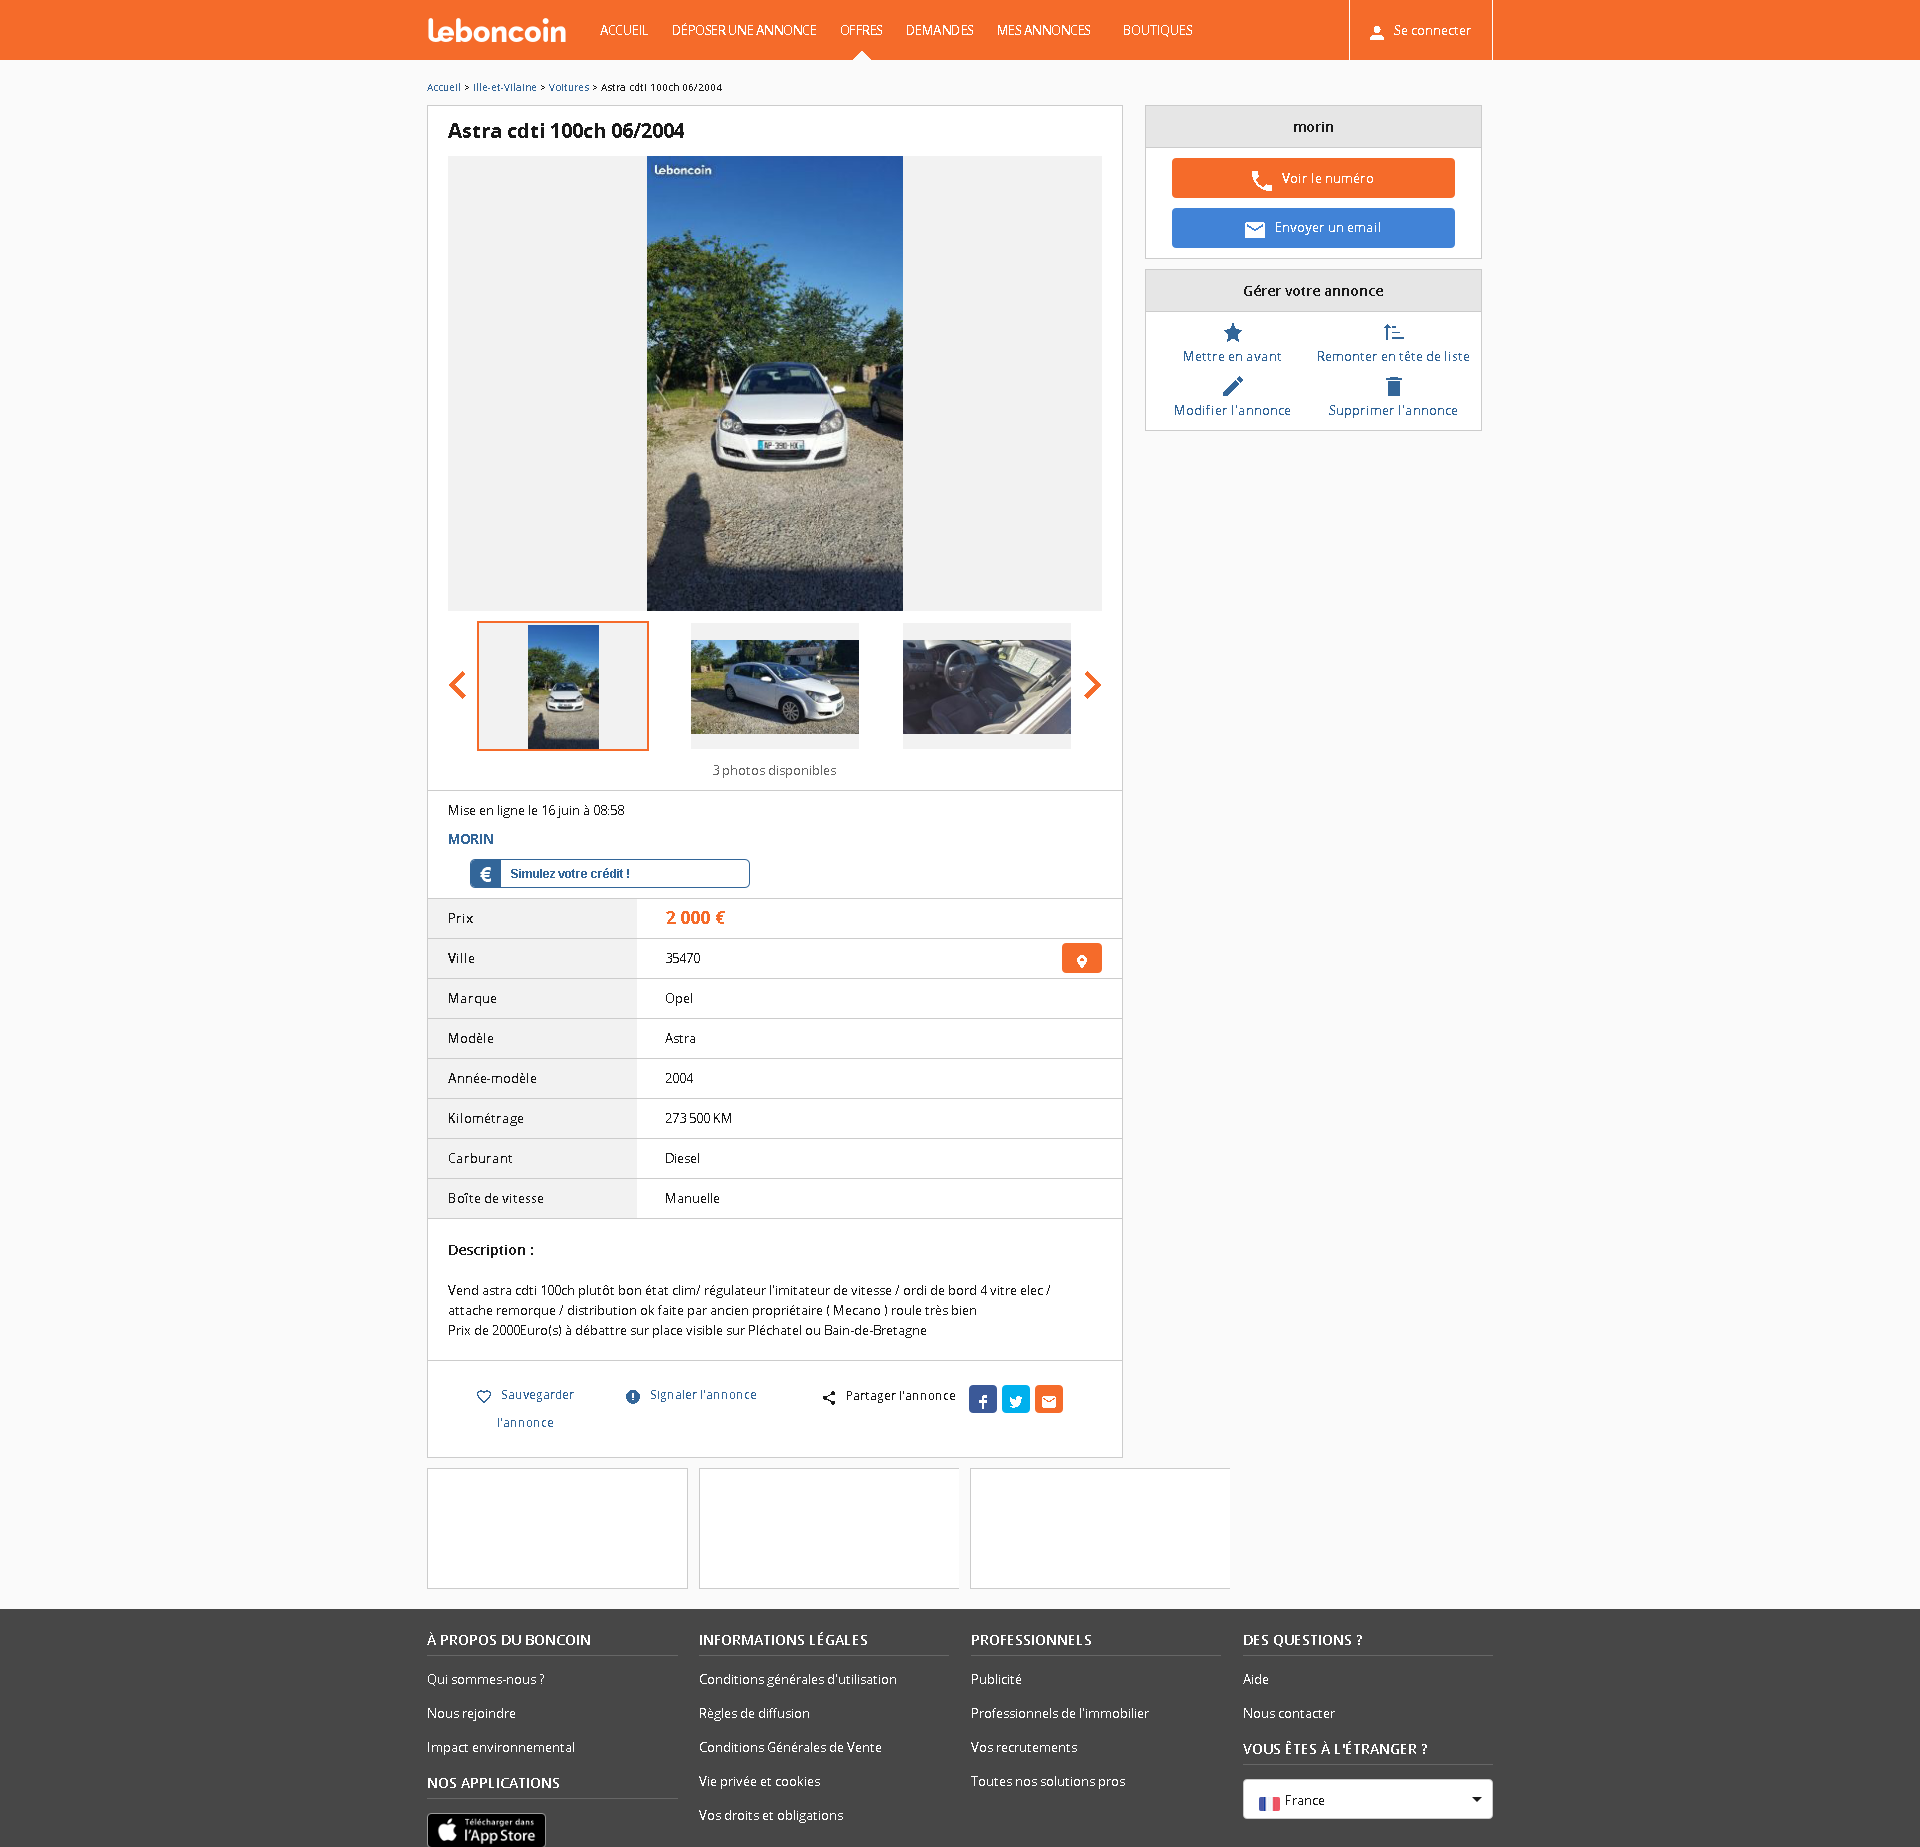 leboncoin
ACCUEIL
DÉPOSER UNE ANNONCE
OFFRES
DEMANDES
MES ANNONCES
BOUTIQUES
Se connecter
Accueil > Ille-et-Vilaine > Voitures > Astra cdti 100ch 06/2004
Astra cdti 100ch 06/2004
leboncoin
AP-390-HX
3 photos disponibles
Mise en ligne le 16 juin à 08:58
MORIN
€ Simulez votre crédit !
Prix 2 000 €
Ville 35470
Marque Opel
Modèle Astra
Année-modèle 2004
Kilométrage 273 500 KM
Carburant Diesel
Boîte de vitesse Manuelle
Description :
Vend astra cdti 100ch plutôt bon état clim/ régulateur l'imitateur de vitesse / ordi de bord 4 vitre elec /
attache remorque / distribution ok faite par ancien propriétaire ( Mecano ) roule très bien
Prix de 2000Euro(s) à débattre sur place visible sur Pléchatel ou Bain-de-Bretagne
Sauvegarder
l'annonce
Signaler l'annonce
Partager l'annonce
morin
Voir le numéro
Envoyer un email
Gérer votre annonce
Mettre en avant
Remonter en tête de liste
Modifier l'annonce
Supprimer l'annonce
À PROPOS DU BONCOIN
Qui sommes-nous ?
Nous rejoindre
Impact environnemental
NOS APPLICATIONS
Télécharger dans
l'App Store
INFORMATIONS LÉGALES
Conditions générales d'utilisation
Règles de diffusion
Conditions Générales de Vente
Vie privée et cookies
Vos droits et obligations
PROFESSIONNELS
Publicité
Professionnels de l'immobilier
Vos recrutements
Toutes nos solutions pros
DES QUESTIONS ?
Aide
Nous contacter
VOUS ÊTES À L'ÉTRANGER ?
France